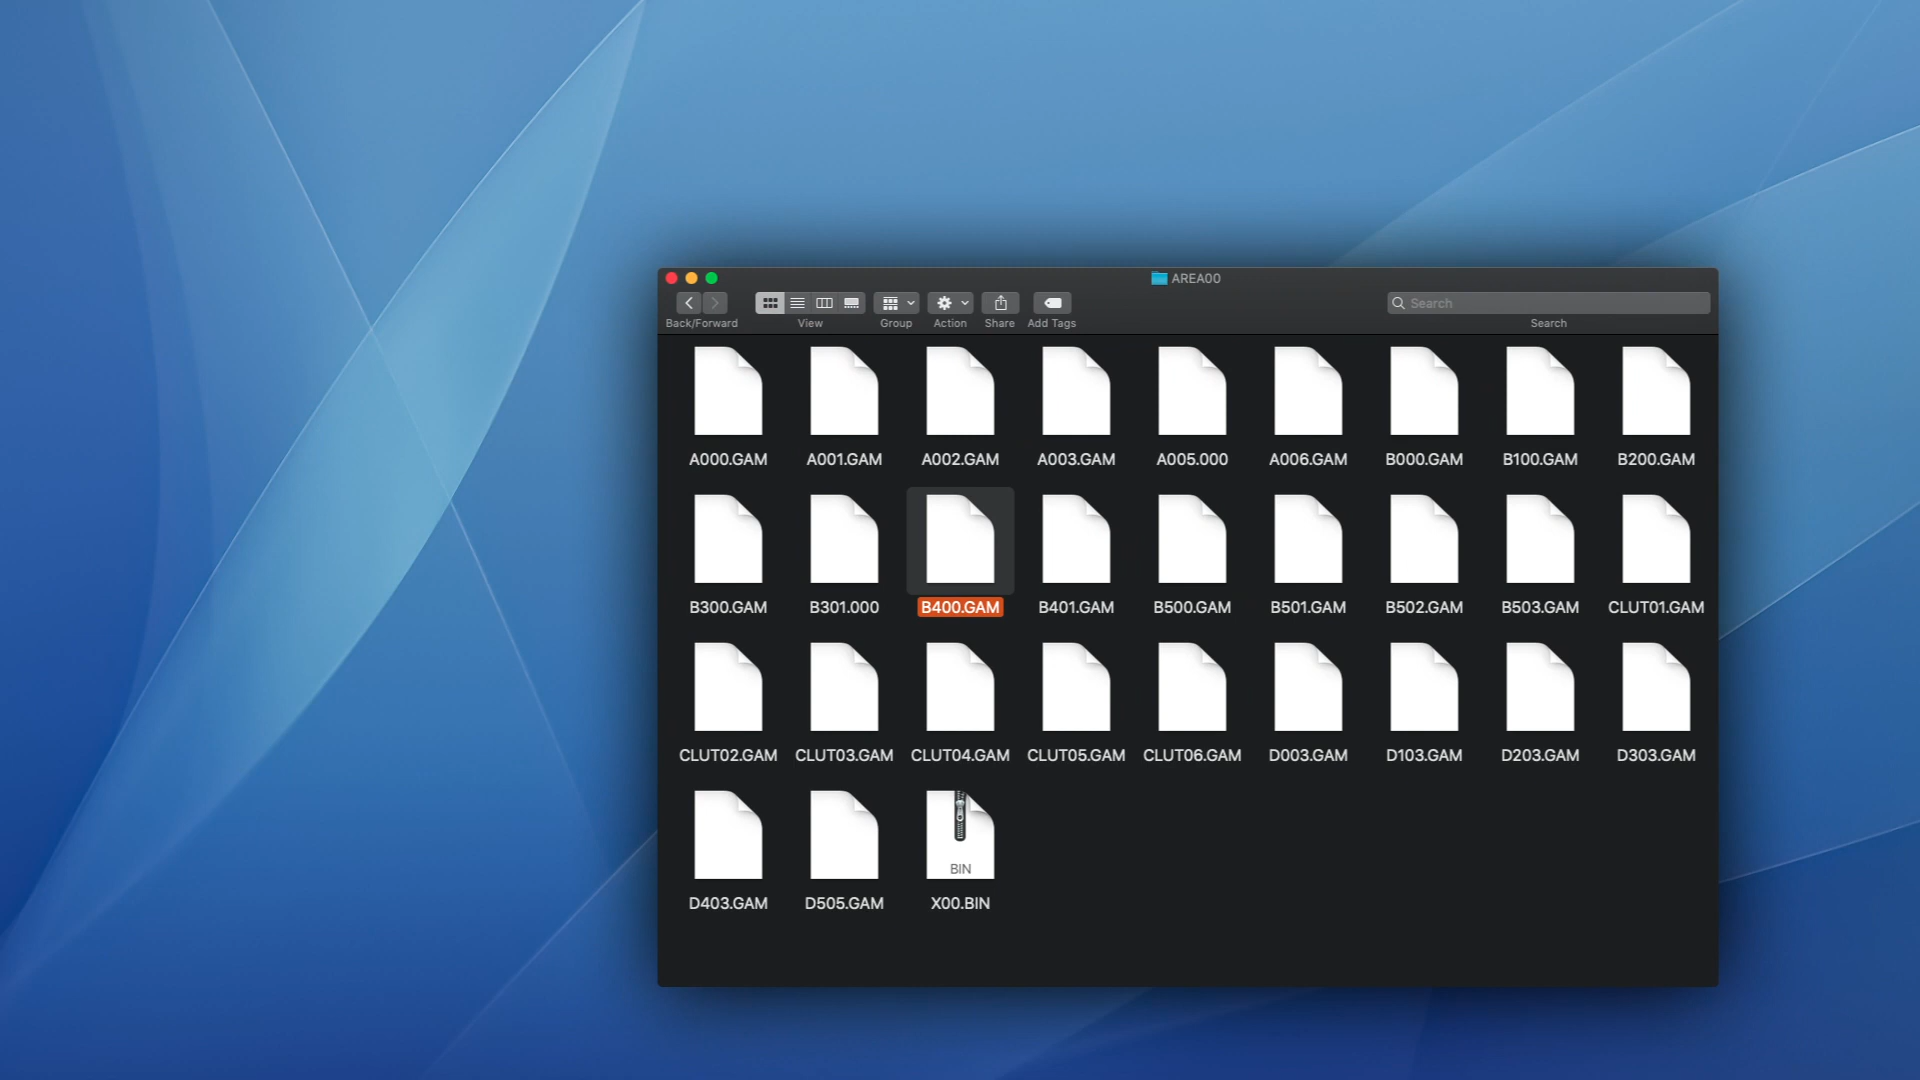 AREA00
Search
Back/Forward View Group Action Share Add Tags Search
A000.GAM A001.GAM A002.GAM A003.GAM A005.000 A006.GAM B000.GAM B100.GAM B200.GAM
B300.GAM B301.000 B400.GAM B401.GAM B500.GAM B501.GAM B502.GAM B503.GAM CLUT01.GAM
CLUT02.GAM CLUT03.GAM CLUT04.GAM CLUT05.GAM CLUT06.GAM D003.GAM D103.GAM D203.GAM D303.GAM
BIN
D403.GAM D505.GAM X00.BIN